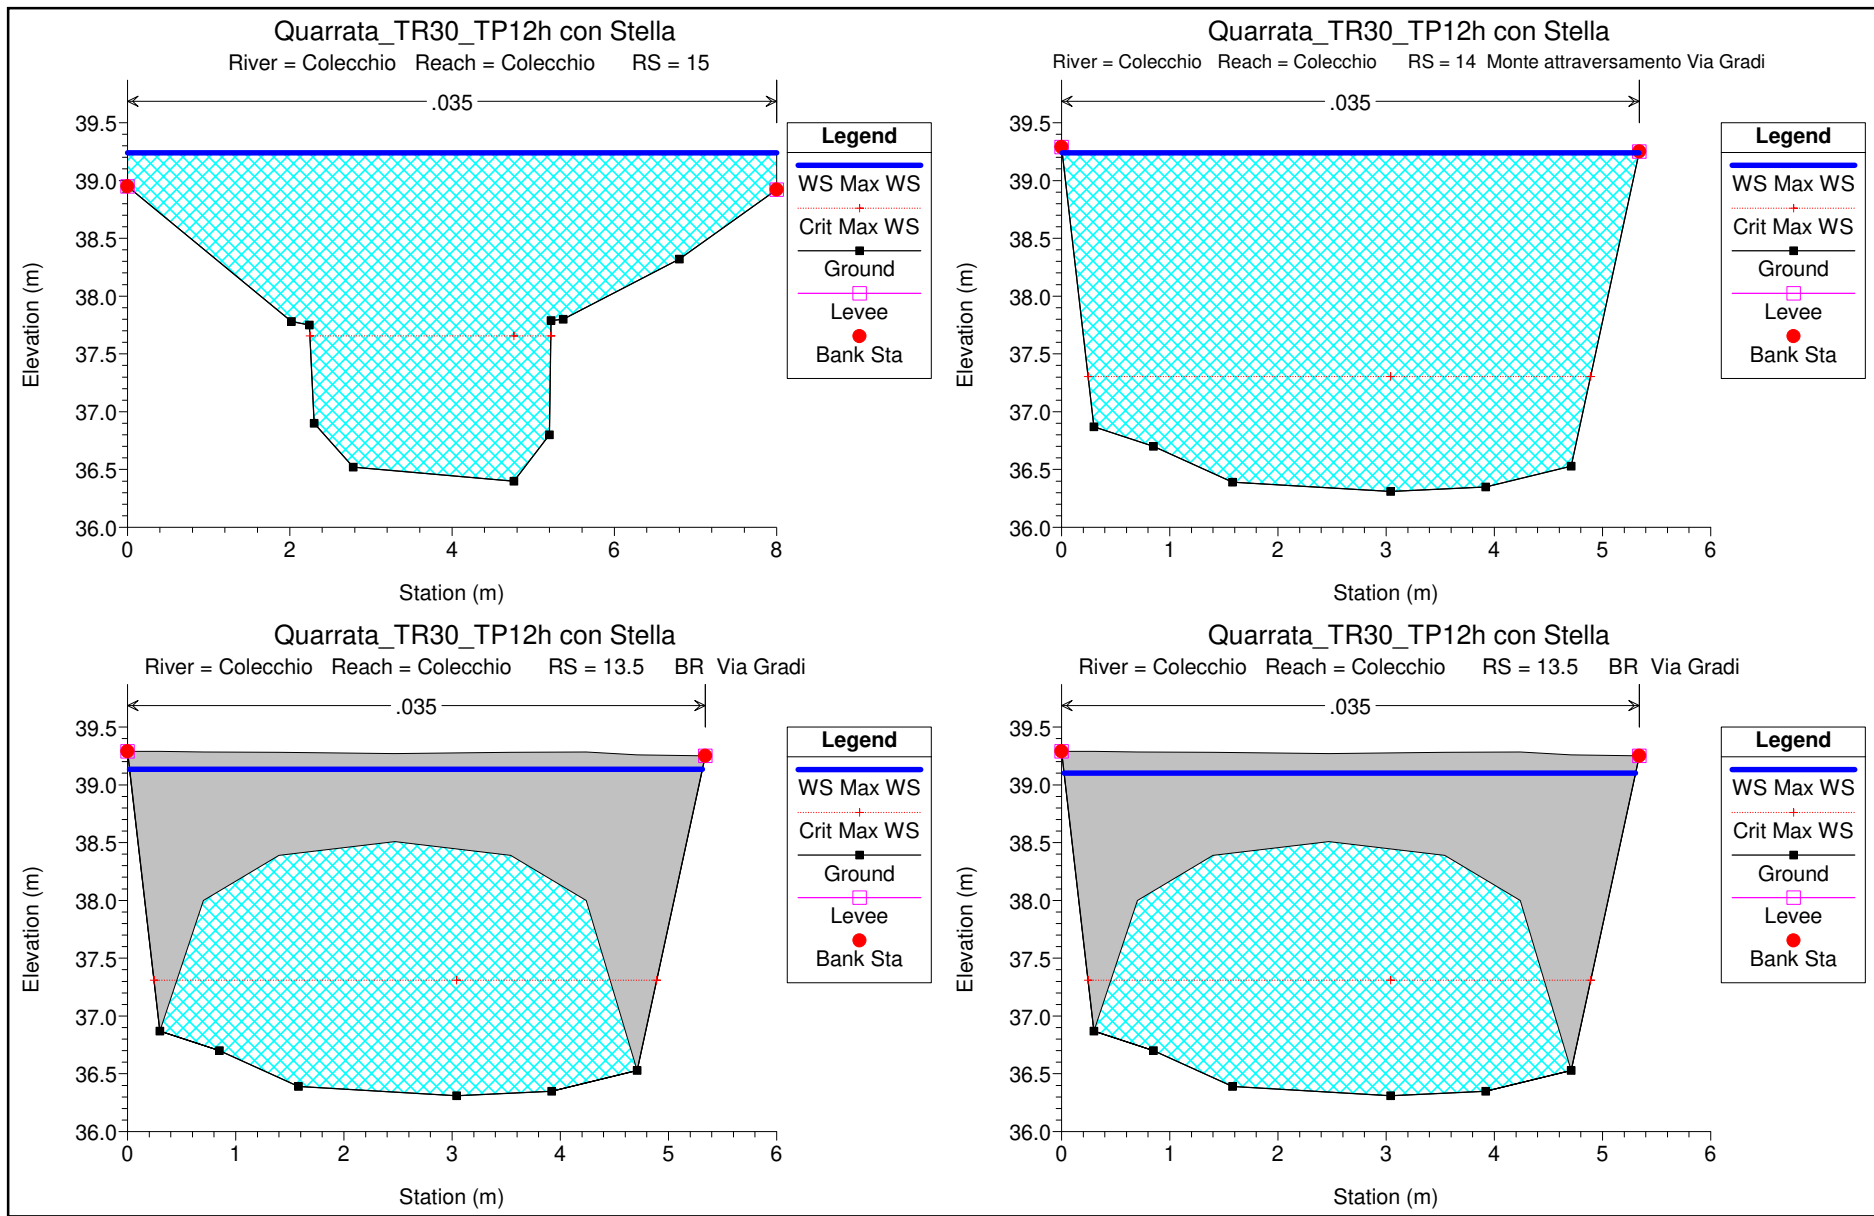 Quarrata_TR30_TP12h con Stella
River = Colecchio Reach = Colecchio RS = 15
.035
39.5
39.0
38.5
38.0
37.5
37.0
36.5
36.0
0 2 4 6 8
Station (m)
Elevation (m)
Legend
WS Max WS
Crit Max WS
Ground
Levee
Bank Sta
Quarrata_TR30_TP12h con Stella
River = Colecchio Reach = Colecchio RS = 14 Monte attraversamento Via Gradi
.035
39.5
39.0
38.5
38.0
37.5
37.0
36.5
36.0
0 1 2 3 4 5 6
Station (m)
Elevation (m)
Legend
WS Max WS
Crit Max WS
Ground
Levee
Bank Sta
Quarrata_TR30_TP12h con Stella
River = Colecchio Reach = Colecchio RS = 13.5 BR Via Gradi
.035
39.5
39.0
38.5
38.0
37.5
37.0
36.5
36.0
0 1 2 3 4 5 6
Station (m)
Elevation (m)
Legend
WS Max WS
Crit Max WS
Ground
Levee
Bank Sta
Quarrata_TR30_TP12h con Stella
River = Colecchio Reach = Colecchio RS = 13.5 BR Via Gradi
.035
39.5
39.0
38.5
38.0
37.5
37.0
36.5
36.0
0 1 2 3 4 5 6
Station (m)
Elevation (m)
Legend
WS Max WS
Crit Max WS
Ground
Levee
Bank Sta